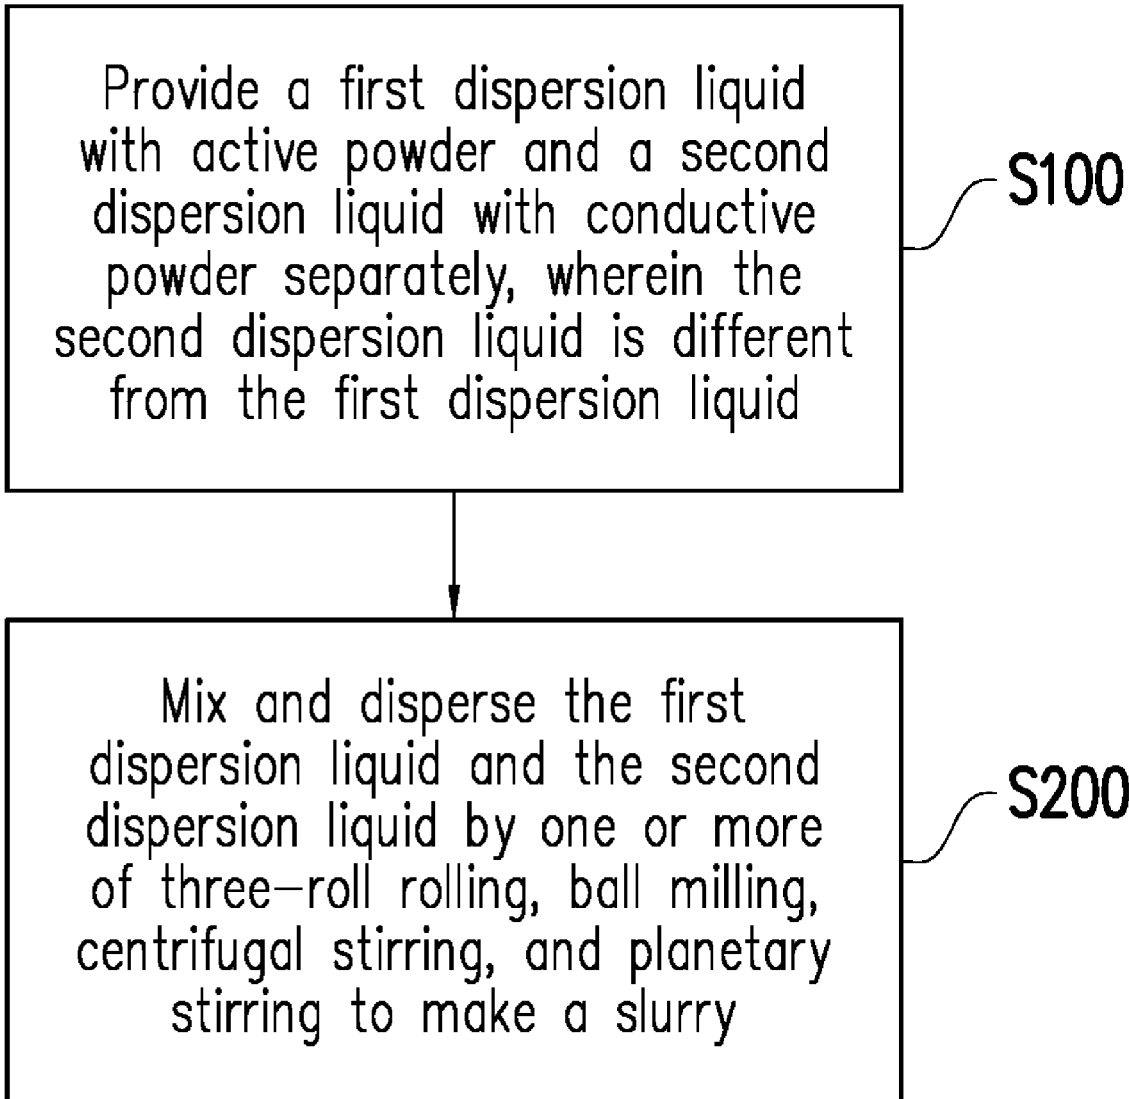 Provide a first dispersion liquid
with active powder and a second
dispersion liquid with conductive
powder separately, wherein the
second dispersion liquid is different
from the first dispersion liquid
S100
Mix and disperse the first
dispersion liquid and the second
dispersion liquid by one or more
of three-roll rolling, ball milling,
centrifugal stirring, and planetary
stirring to make a slurry
S200